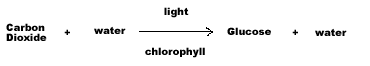 light
Carbon Dioxide + water → Glucose + water
chlorophyll